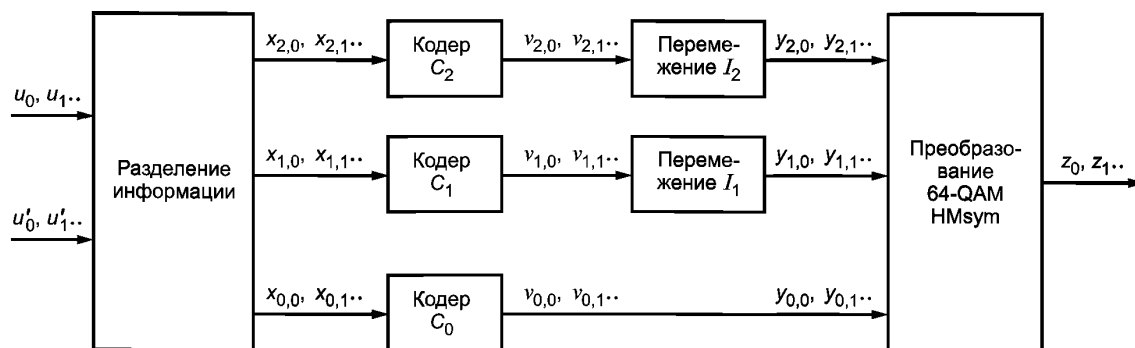 x2,0, x2,1.. Кодер C2 v2,0, v2,1.. Переме- жение I2 y2,0, y2,1..
u0, u1..
Разделение информации
x1,0, x1,1.. Кодер C1 v1,0, v1,1.. Переме- жение I1 y1,0, y1,1..
Преобразо- вание 64-QAM HMsym
z0, z1..
u'0, u'1..
x0,0, x0,1.. Кодер C0 v0,0, v0,1.. y0,0, y0,1..